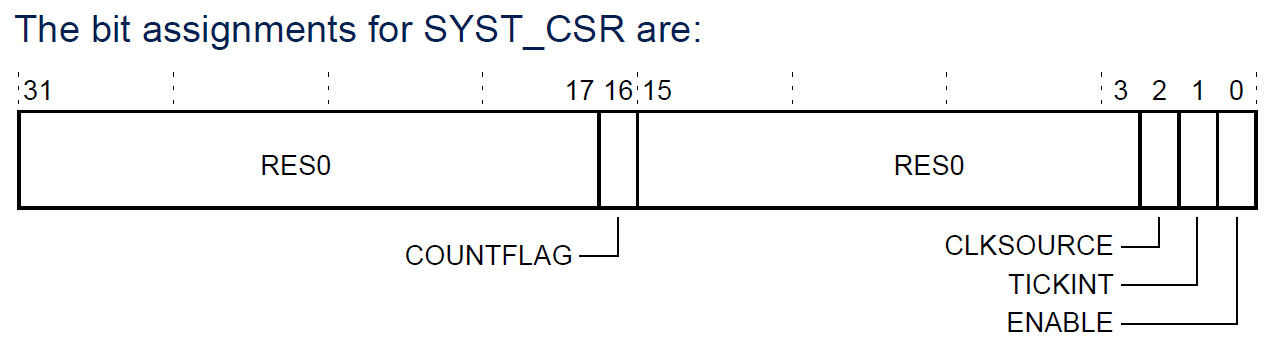 The bit assignments for SYST_CSR are:
31 17 16 15 3 2 1 0
RES0 RES0
COUNTFLAG CLKSOURCE
TICKINT
ENABLE